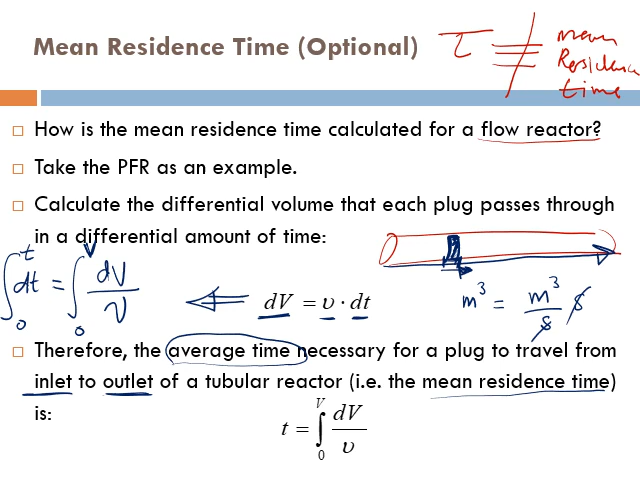 Mean Residence Time (Optional)
τ ≢ mean
Residence
time
How is the mean residence time calculated for a flow reactor?
Take the PFR as an example.
Calculate the differential volume that each plug passes through
in a differential amount of time:
∫₀ᵗ dt = ∫₀ⱽ dV/υ
dV = υ · dt
m³ = m³/s s
Therefore, the average time necessary for a plug to travel from
inlet to outlet of a tubular reactor (i.e. the mean residence time)
is:
t = ∫₀ⱽ dV/υ